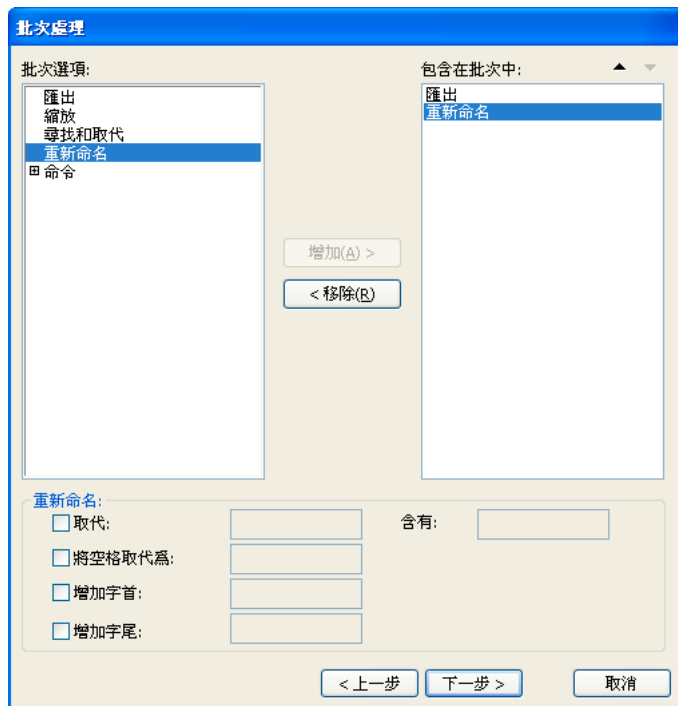 批次處理
批次選項:
包含在批次中:
匯出
縮放
尋找和取代
重新命名
命令
匯出
重新命名
增加(A) >
< 移除(R)
重新命名:
取代:
含有:
將空格取代爲:
增加字首:
增加字尾:
< 上一步
下一步 >
取消